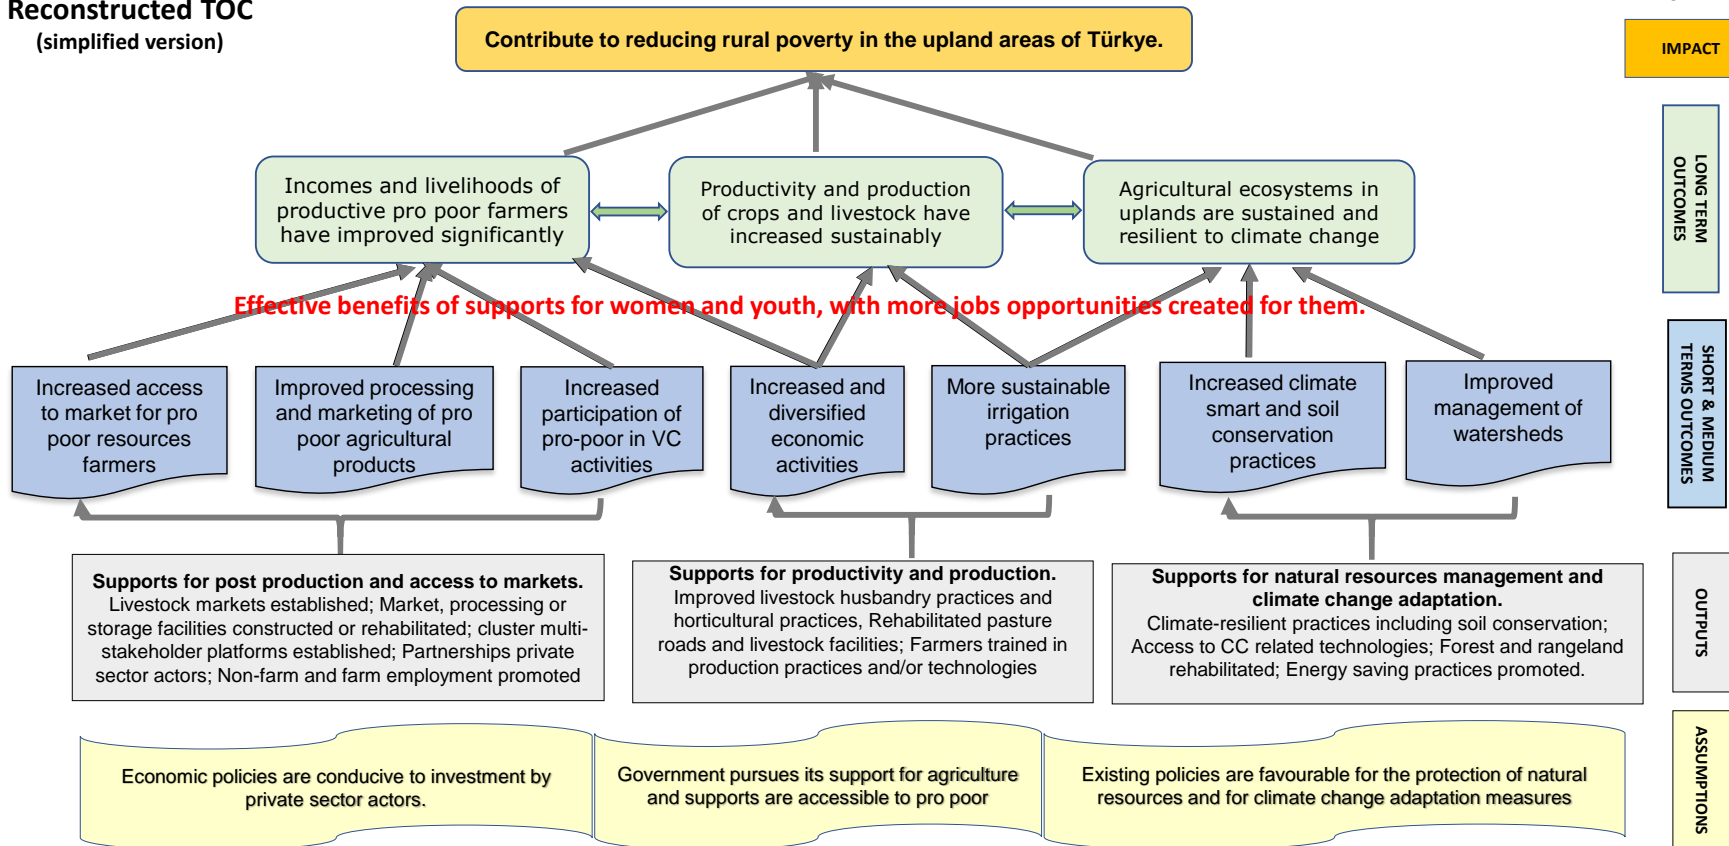 Reconstructed TOC
(simplified version)
Contribute to reducing rural poverty in the upland areas of Türkye.
IMPACT
Incomes and livelihoods of
productive pro poor farmers
have improved significantly
Productivity and production
of crops and livestock have
increased sustainably
Agricultural ecosystems in
uplands are sustained and
resilient to climate change
LONG TERM
OUTCOMES
Effective benefits of supports for women and youth, with more jobs opportunities created for them.
Increased access
to market for pro
poor resources
farmers
Improved processing
and marketing of pro
poor agricultural
products
Increased
participation of
pro-poor in VC
activities
Increased and
diversified
economic
activities
More sustainable
irrigation
practices
Increased climate
smart and soil
conservation
practices
Improved
management of
watersheds
SHORT & MEDIUM
TERMS OUTCOMES
Supports for post production and access to markets.
Livestock markets established; Market, processing or
storage facilities constructed or rehabilitated; cluster multi-
stakeholder platforms established; Partnerships private
sector actors; Non-farm and farm employment promoted
Supports for productivity and production.
Improved livestock husbandry practices and
horticultural practices, Rehabilitated pasture
roads and livestock facilities; Farmers trained in
production practices and/or technologies
Supports for natural resources management and
climate change adaptation.
Climate-resilient practices including soil conservation;
Access to CC related technologies; Forest and rangeland
rehabilitated; Energy saving practices promoted.
OUTPUTS
Economic policies are conducive to investment by
private sector actors.
Government pursues its support for agriculture
and supports are accessible to pro poor
Existing policies are favourable for the protection of natural
resources and for climate change adaptation measures
ASSUMPTIONS